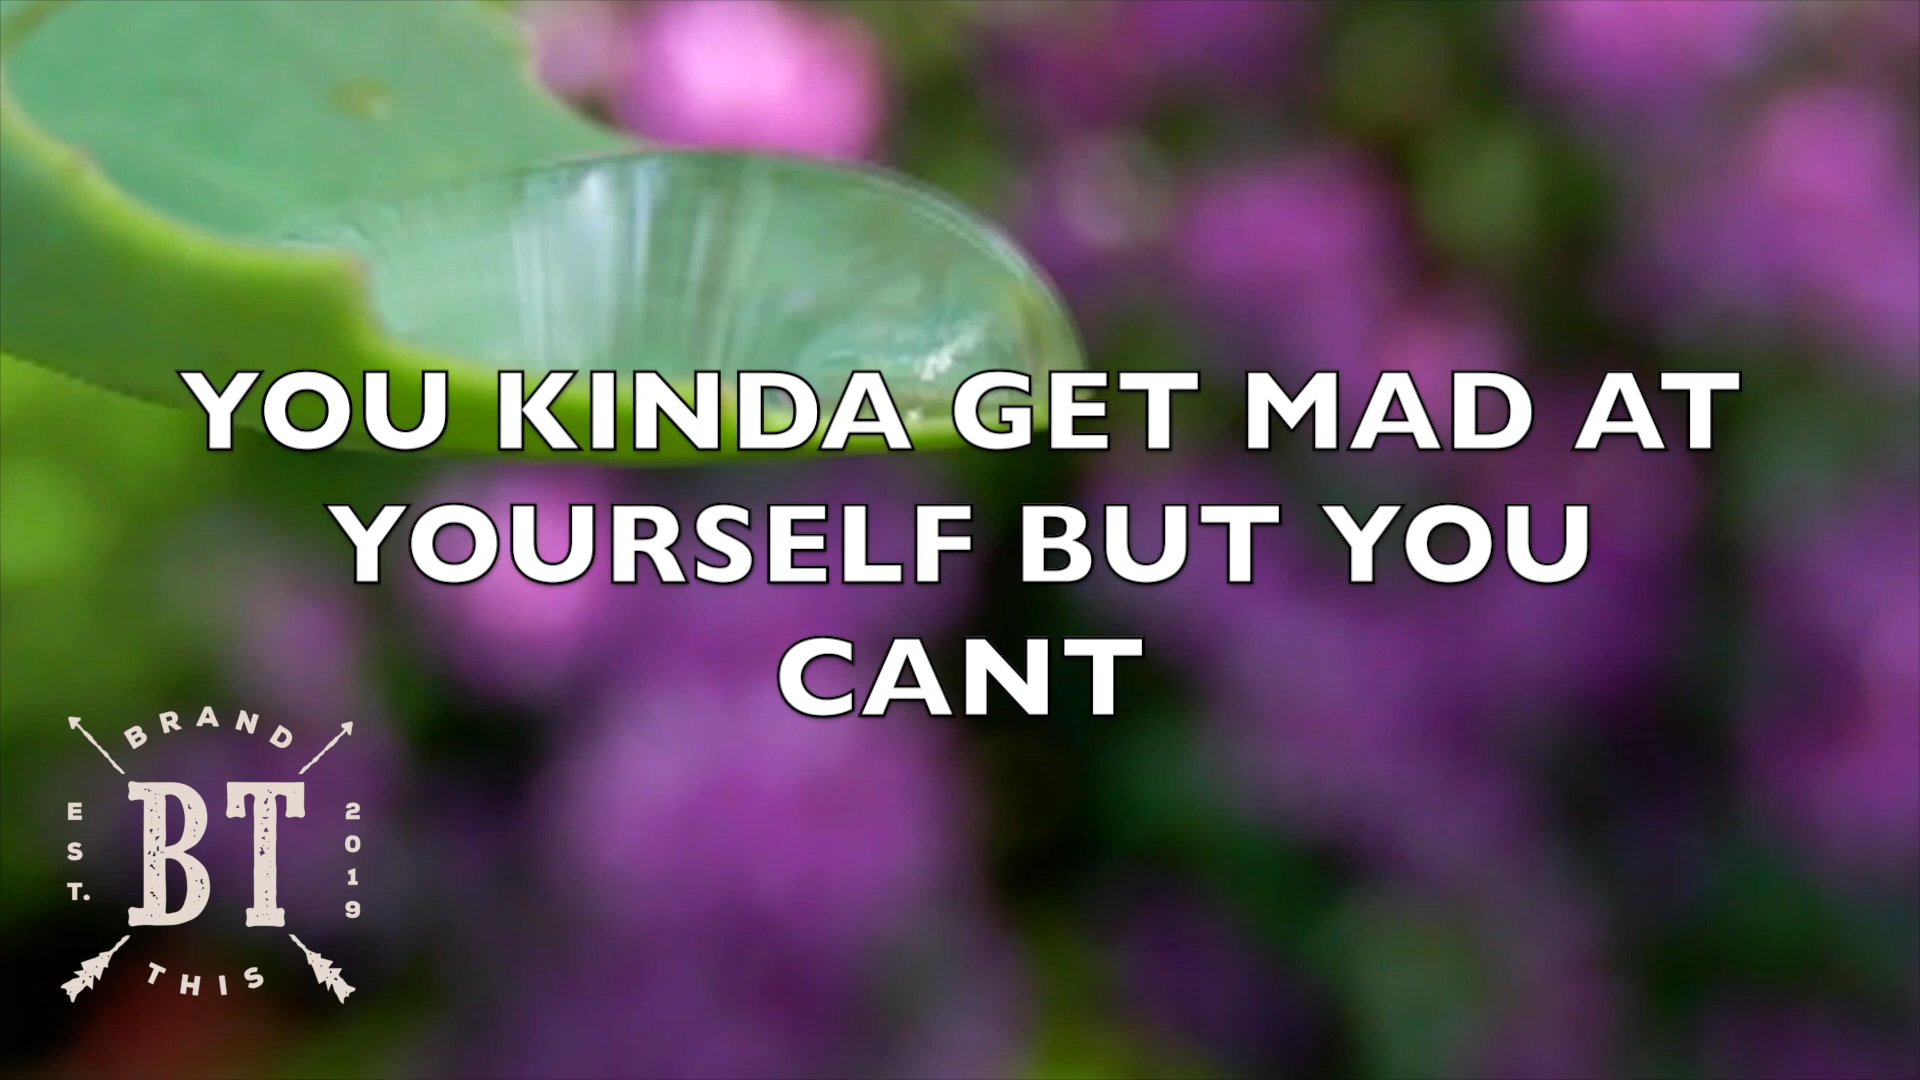 YOU KINDA GET MAD AT
YOURSELF BUT YOU
CANT
BRAND
EST.
BT
2019
THIS